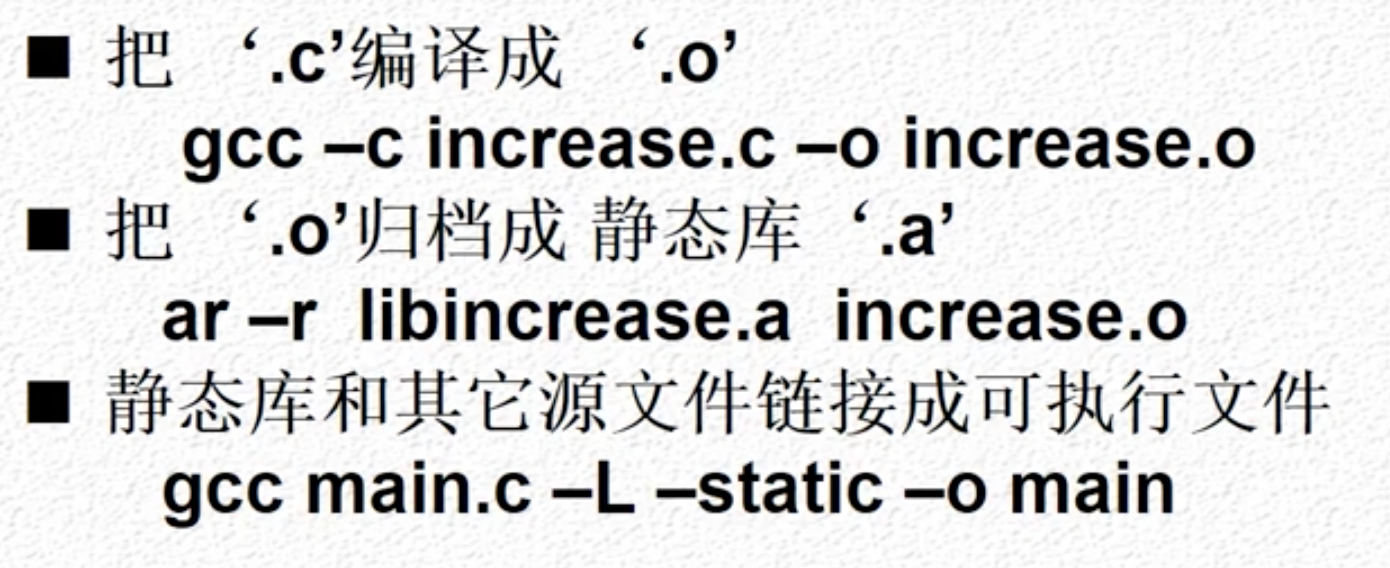 ■ 把 ‘.c’编译成 ‘.o’
gcc –c increase.c –o increase.o
■ 把 ‘.o’归档成 静态库 ‘.a’
ar –r libincrease.a increase.o
■ 静态库和其它源文件链接成可执行文件
gcc main.c –L –static –o main